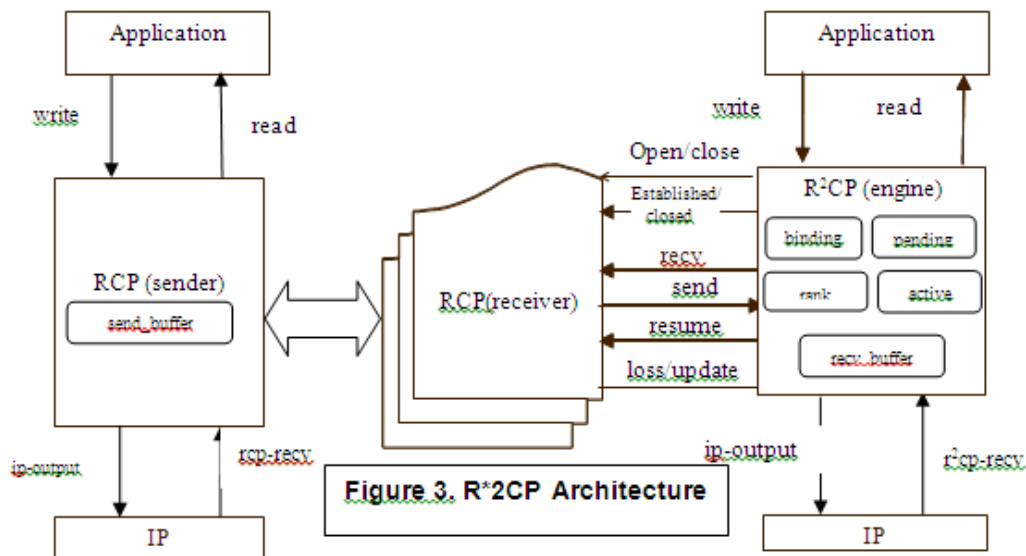 Application
write
read
RCP (sender)
send_buffer
ip-output
rcp-recv
IP
RCP(receiver)
Open/close
Established/
closed
recv
send
resume
loss/update
Application
write
read
R²CP (engine)
binding
pending
rank
active
recv_buffer
ip-output
r²cp-recv
IP
Figure 3. R*2CP Architecture